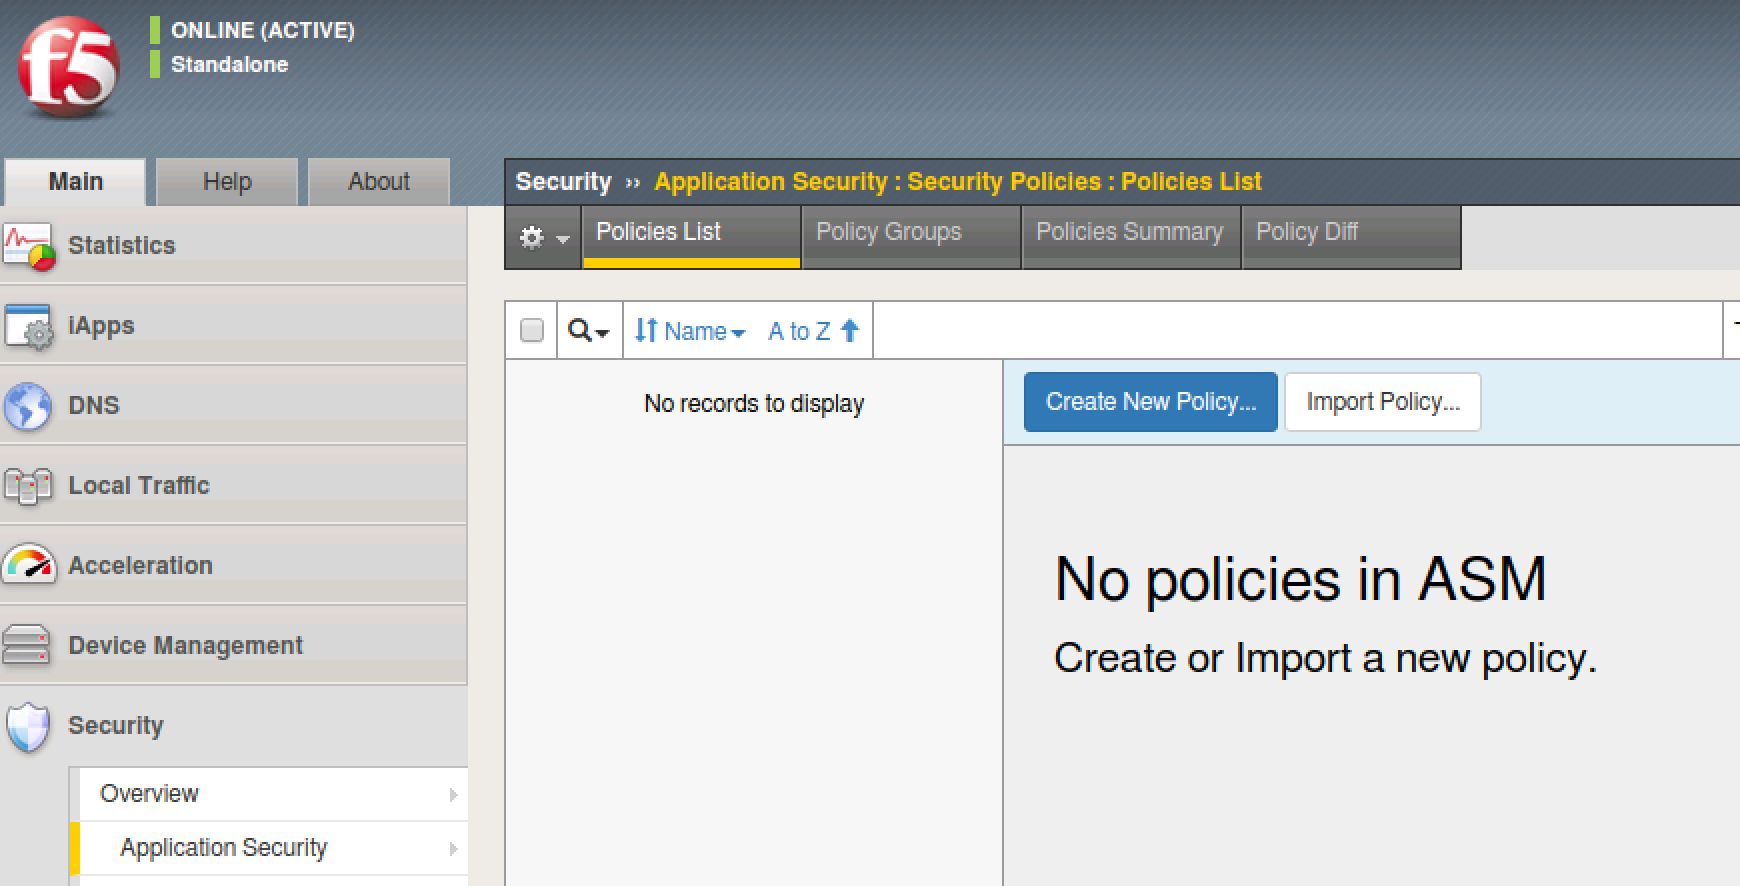 f5
ONLINE (ACTIVE)
Standalone
Main
Help
About
Security ›› Application Security : Security Policies : Policies List
Policies List
Policy Groups
Policies Summary
Policy Diff
Statistics
iApps
DNS
Local Traffic
Acceleration
Device Management
Security
Overview
Application Security
Name
A to Z
No records to display
Create New Policy...
Import Policy...
No policies in ASM
Create or Import a new policy.